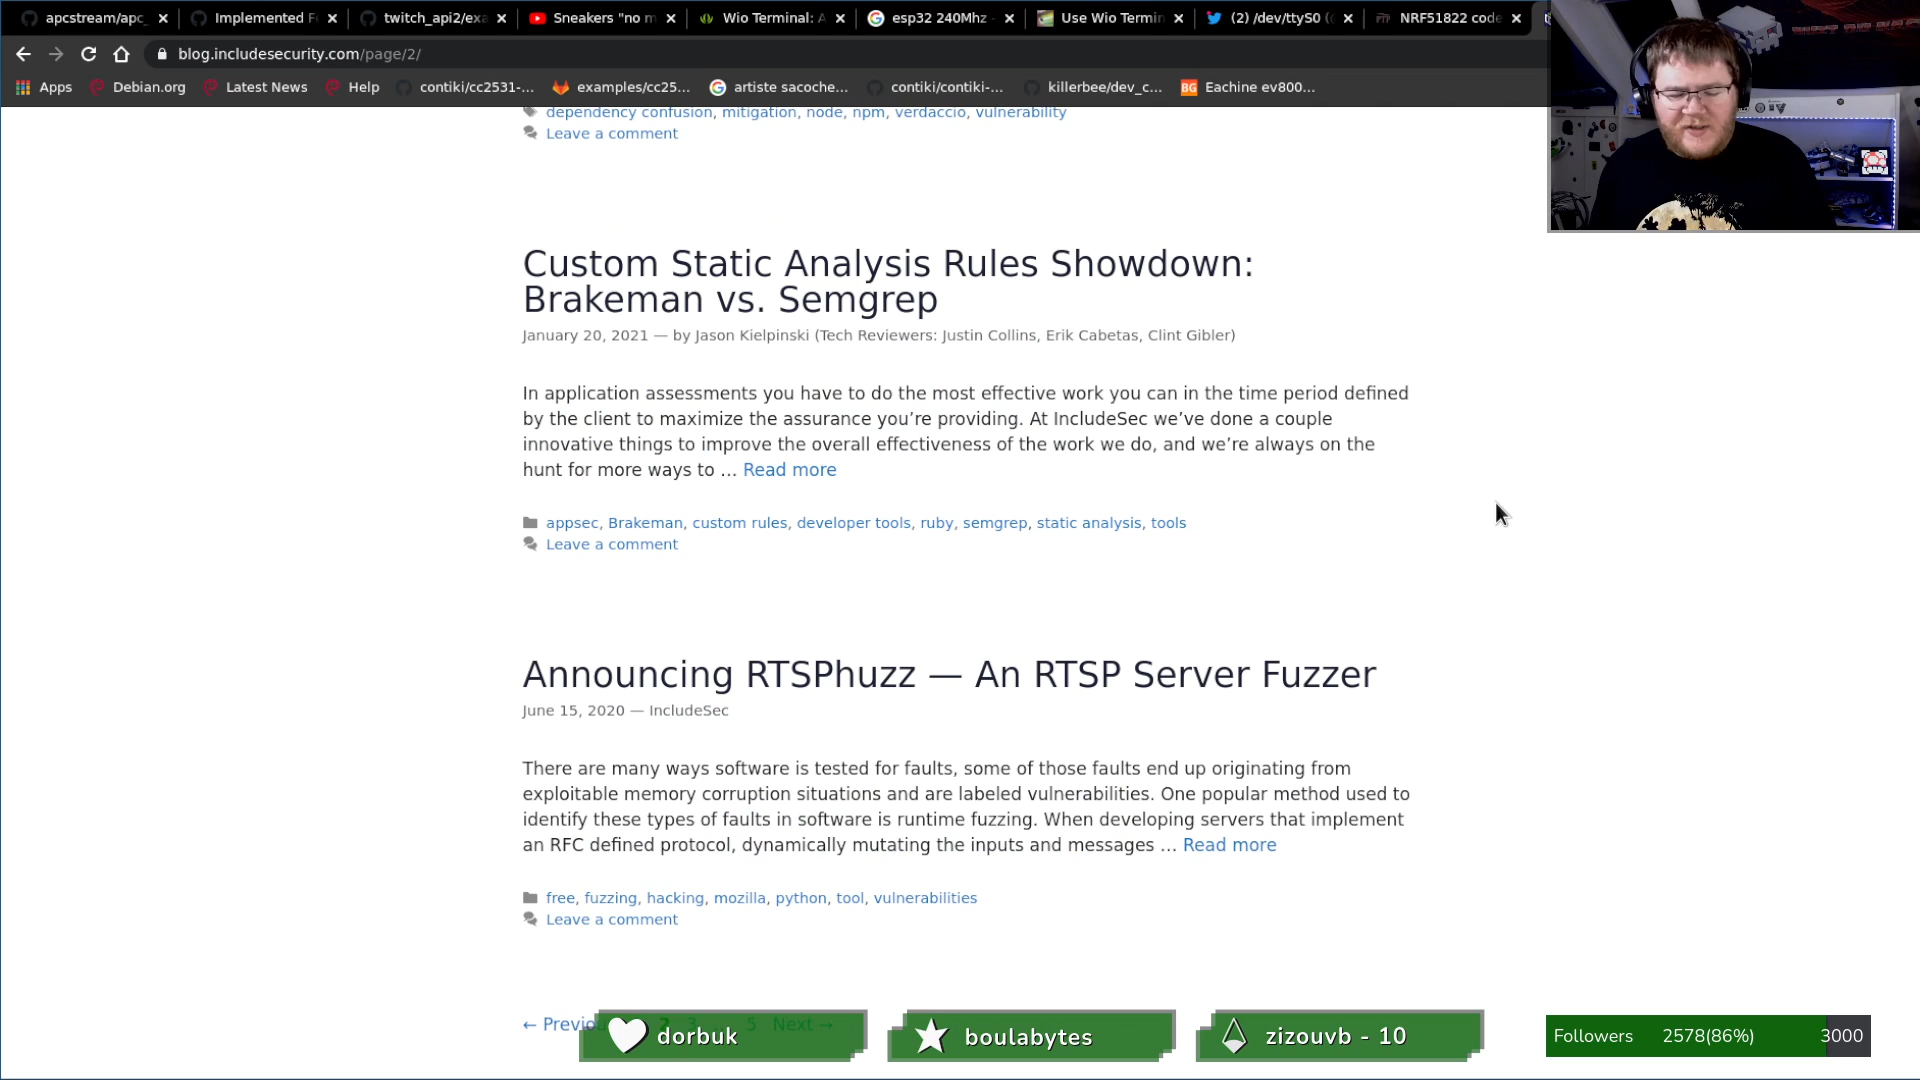 apcstream/apc_
Implemented F
twitch_api2/exa
Sneakers "no m
Wio Terminal: A
esp32 240Mhz -
Use Wio Termin
(2) /dev/ttyS0 (
NRF51822 code
blog.includesecurity.com/page/2/
Apps
Debian.org
Latest News
Help
contiki/cc2531-...
examples/cc25...
artiste sacoche...
contiki/contiki-...
killerbee/dev_c...
BG
Eachine ev800...
dependency confusion, mitigation, node, npm, verdaccio, vulnerability
Leave a comment
Custom Static Analysis Rules Showdown:
Brakeman vs. Semgrep
January 20, 2021 — by Jason Kielpinski (Tech Reviewers: Justin Collins, Erik Cabetas, Clint Gibler)
In application assessments you have to do the most effective work you can in the time period defined
by the client to maximize the assurance you’re providing. At IncludeSec we’ve done a couple
innovative things to improve the overall effectiveness of the work we do, and we’re always on the
hunt for more ways to … Read more
appsec, Brakeman, custom rules, developer tools, ruby, semgrep, static analysis, tools
Leave a comment
Announcing RTSPhuzz — An RTSP Server Fuzzer
June 15, 2020 — IncludeSec
There are many ways software is tested for faults, some of those faults end up originating from
exploitable memory corruption situations and are labeled vulnerabilities. One popular method used to
identify these types of faults in software is runtime fuzzing. When developing servers that implement
an RFC defined protocol, dynamically mutating the inputs and messages … Read more
free, fuzzing, hacking, mozilla, python, tool, vulnerabilities
Leave a comment
← Previou 2 3 5 Next →
dorbuk
boulabytes
zizouvb - 10
Followers 2578(86%) 3000